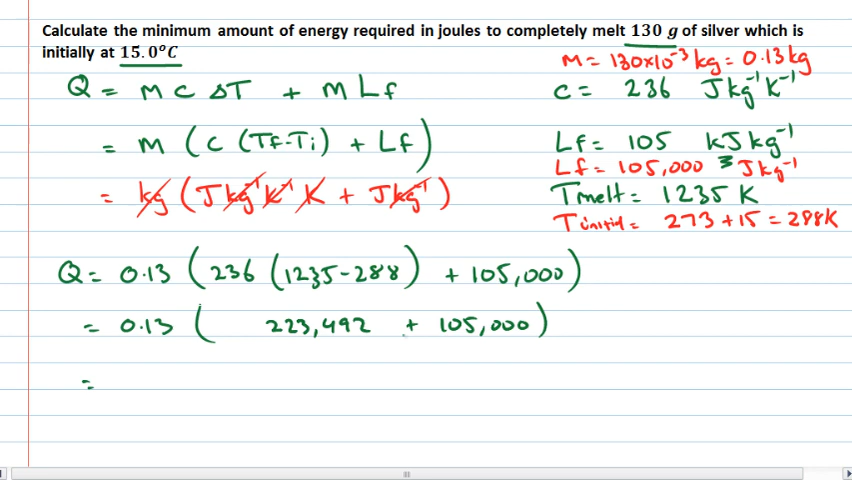 Calculate the minimum amount of energy required in joules to completely melt 130 g of silver which is
initially at 15.0°C
M = 130×10⁻³ kg = 0.13 kg
Q = M C ΔT + M Lf
C = 236 J kg⁻¹ K⁻¹
= M (C (Tf-Ti) + Lf)
Lf = 105 kJ kg⁻¹
Lf = 105,000 J kg⁻¹
= kg (J kg⁻¹ K⁻¹ K + J kg⁻¹)
Tmelt = 1235 K
Tinitial = 273 + 15 = 288K
Q = 0.13 (236 (1235-288) + 105,000)
= 0.13 ( 223,492 + 105,000)
=